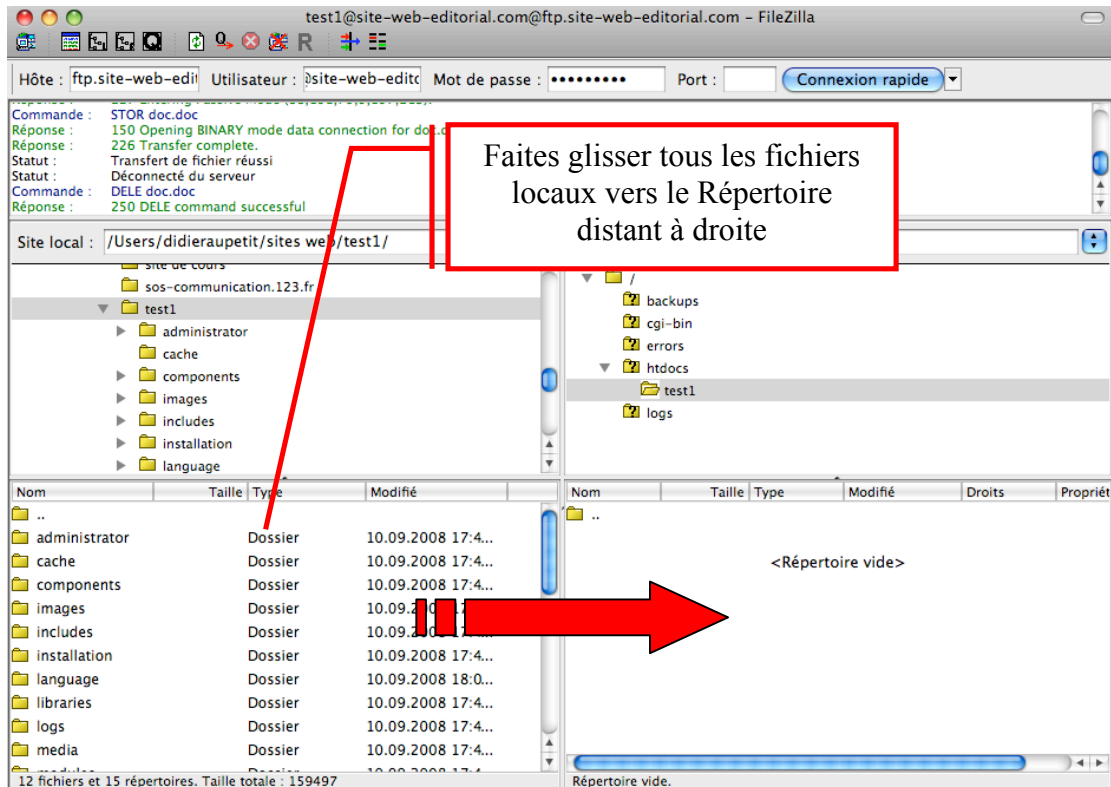 test1@site-web-editorial.com@ftp.site-web-editorial.com – FileZilla
Hôte : ftp.site-web-edit Utilisateur : @site-web-editc Mot de passe : ••••••••• Port : Connexion rapide
Commande : STOR doc.doc
Réponse : 150 Opening BINARY mode data connection for doc.d
Réponse : 226 Transfer complete.
Statut : Transfert de fichier réussi
Statut : Déconnecté du serveur
Commande : DELE doc.doc
Réponse : 250 DELE command successful
Faites glisser tous les fichiers
locaux vers le Répertoire
distant à droite
Site local : /Users/didieraupetit/sites web/test1/
site de cours
sos-communication.123.fr
test1
administrator
cache
components
images
includes
installation
language
/
backups
cgi-bin
errors
htdocs
test1
logs
Nom Taille Type Modifié
..
administrator Dossier 10.09.2008 17:4...
cache Dossier 10.09.2008 17:4...
components Dossier 10.09.2008 17:4...
images Dossier
includes Dossier
installation Dossier 10.09.2008 17:4...
language Dossier 10.09.2008 18:0...
libraries Dossier 10.09.2008 17:4...
logs Dossier 10.09.2008 17:4...
media Dossier 10.09.2008 17:4...
12 fichiers et 15 répertoires. Taille totale : 159497
Nom Taille Type Modifié Droits Propriét
..
<Répertoire vide>
Répertoire vide.